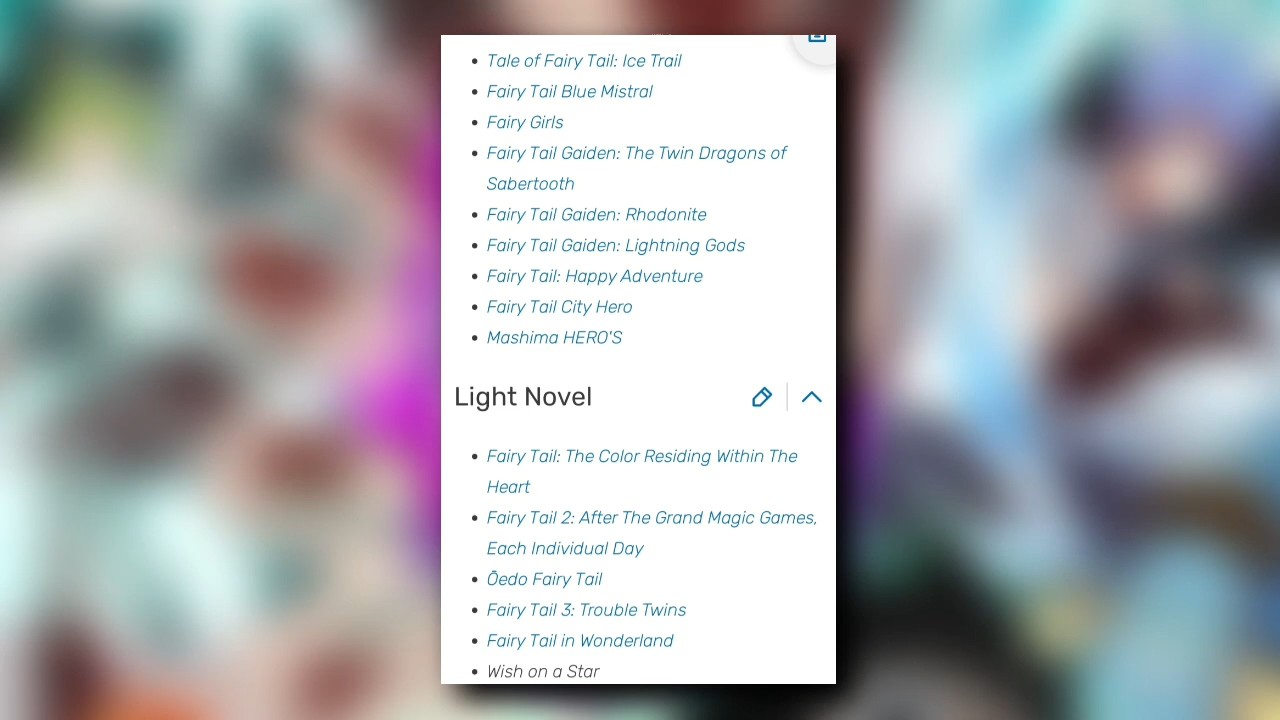 Tale of Fairy Tail: Ice Trail
Fairy Tail Blue Mistral
Fairy Girls
Fairy Tail Gaiden: The Twin Dragons of
Sabertooth
Fairy Tail Gaiden: Rhodonite
Fairy Tail Gaiden: Lightning Gods
Fairy Tail: Happy Adventure
Fairy Tail City Hero
Mashima HERO'S
Light Novel
Fairy Tail: The Color Residing Within The
Heart
Fairy Tail 2: After The Grand Magic Games,
Each Individual Day
Ōedo Fairy Tail
Fairy Tail 3: Trouble Twins
Fairy Tail in Wonderland
Wish on a Star